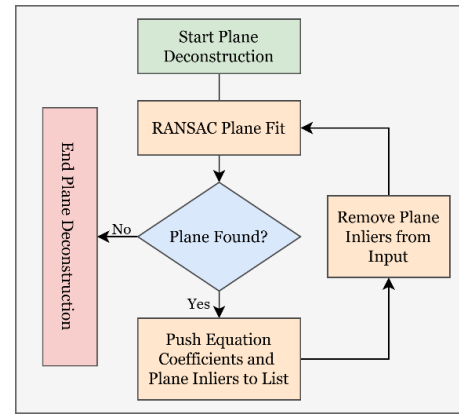 Start Plane
Deconstruction
RANSAC Plane Fit
End Plane Deconstruction
No
Plane Found?
Remove Plane
Inliers from
Input
Yes
Push Equation
Coefficients and
Plane Inliers to List